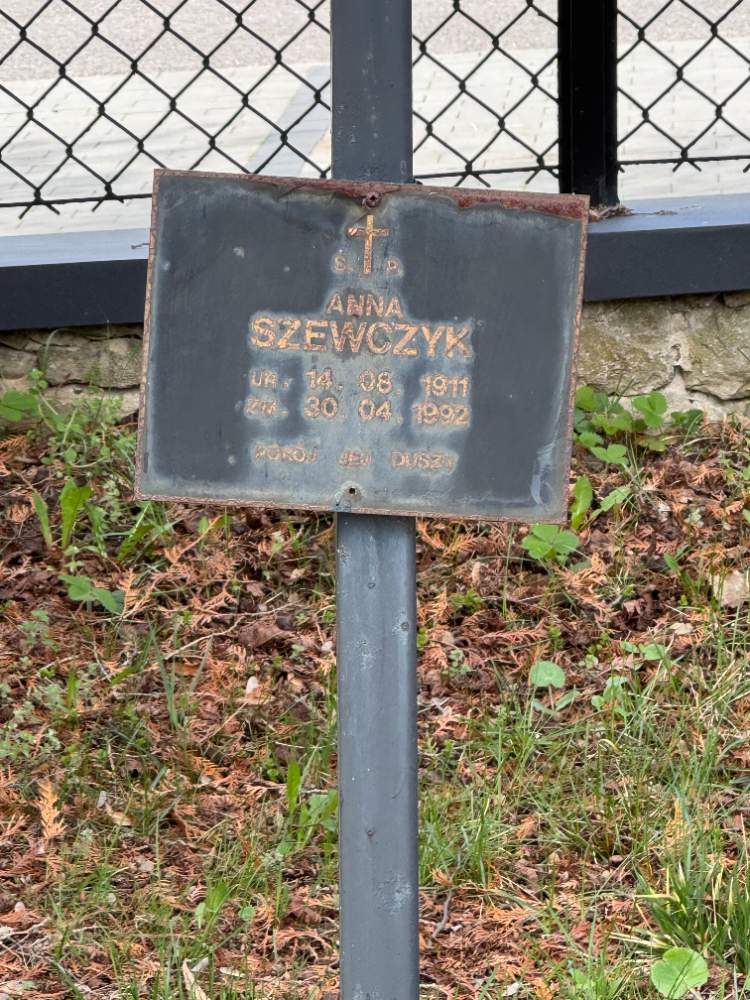 Ś. P.
ANNA
SZEWCZYK
UR. 14. 08. 1911
ZM. 30. 04. 1992
POKÓJ JEJ DUSZY